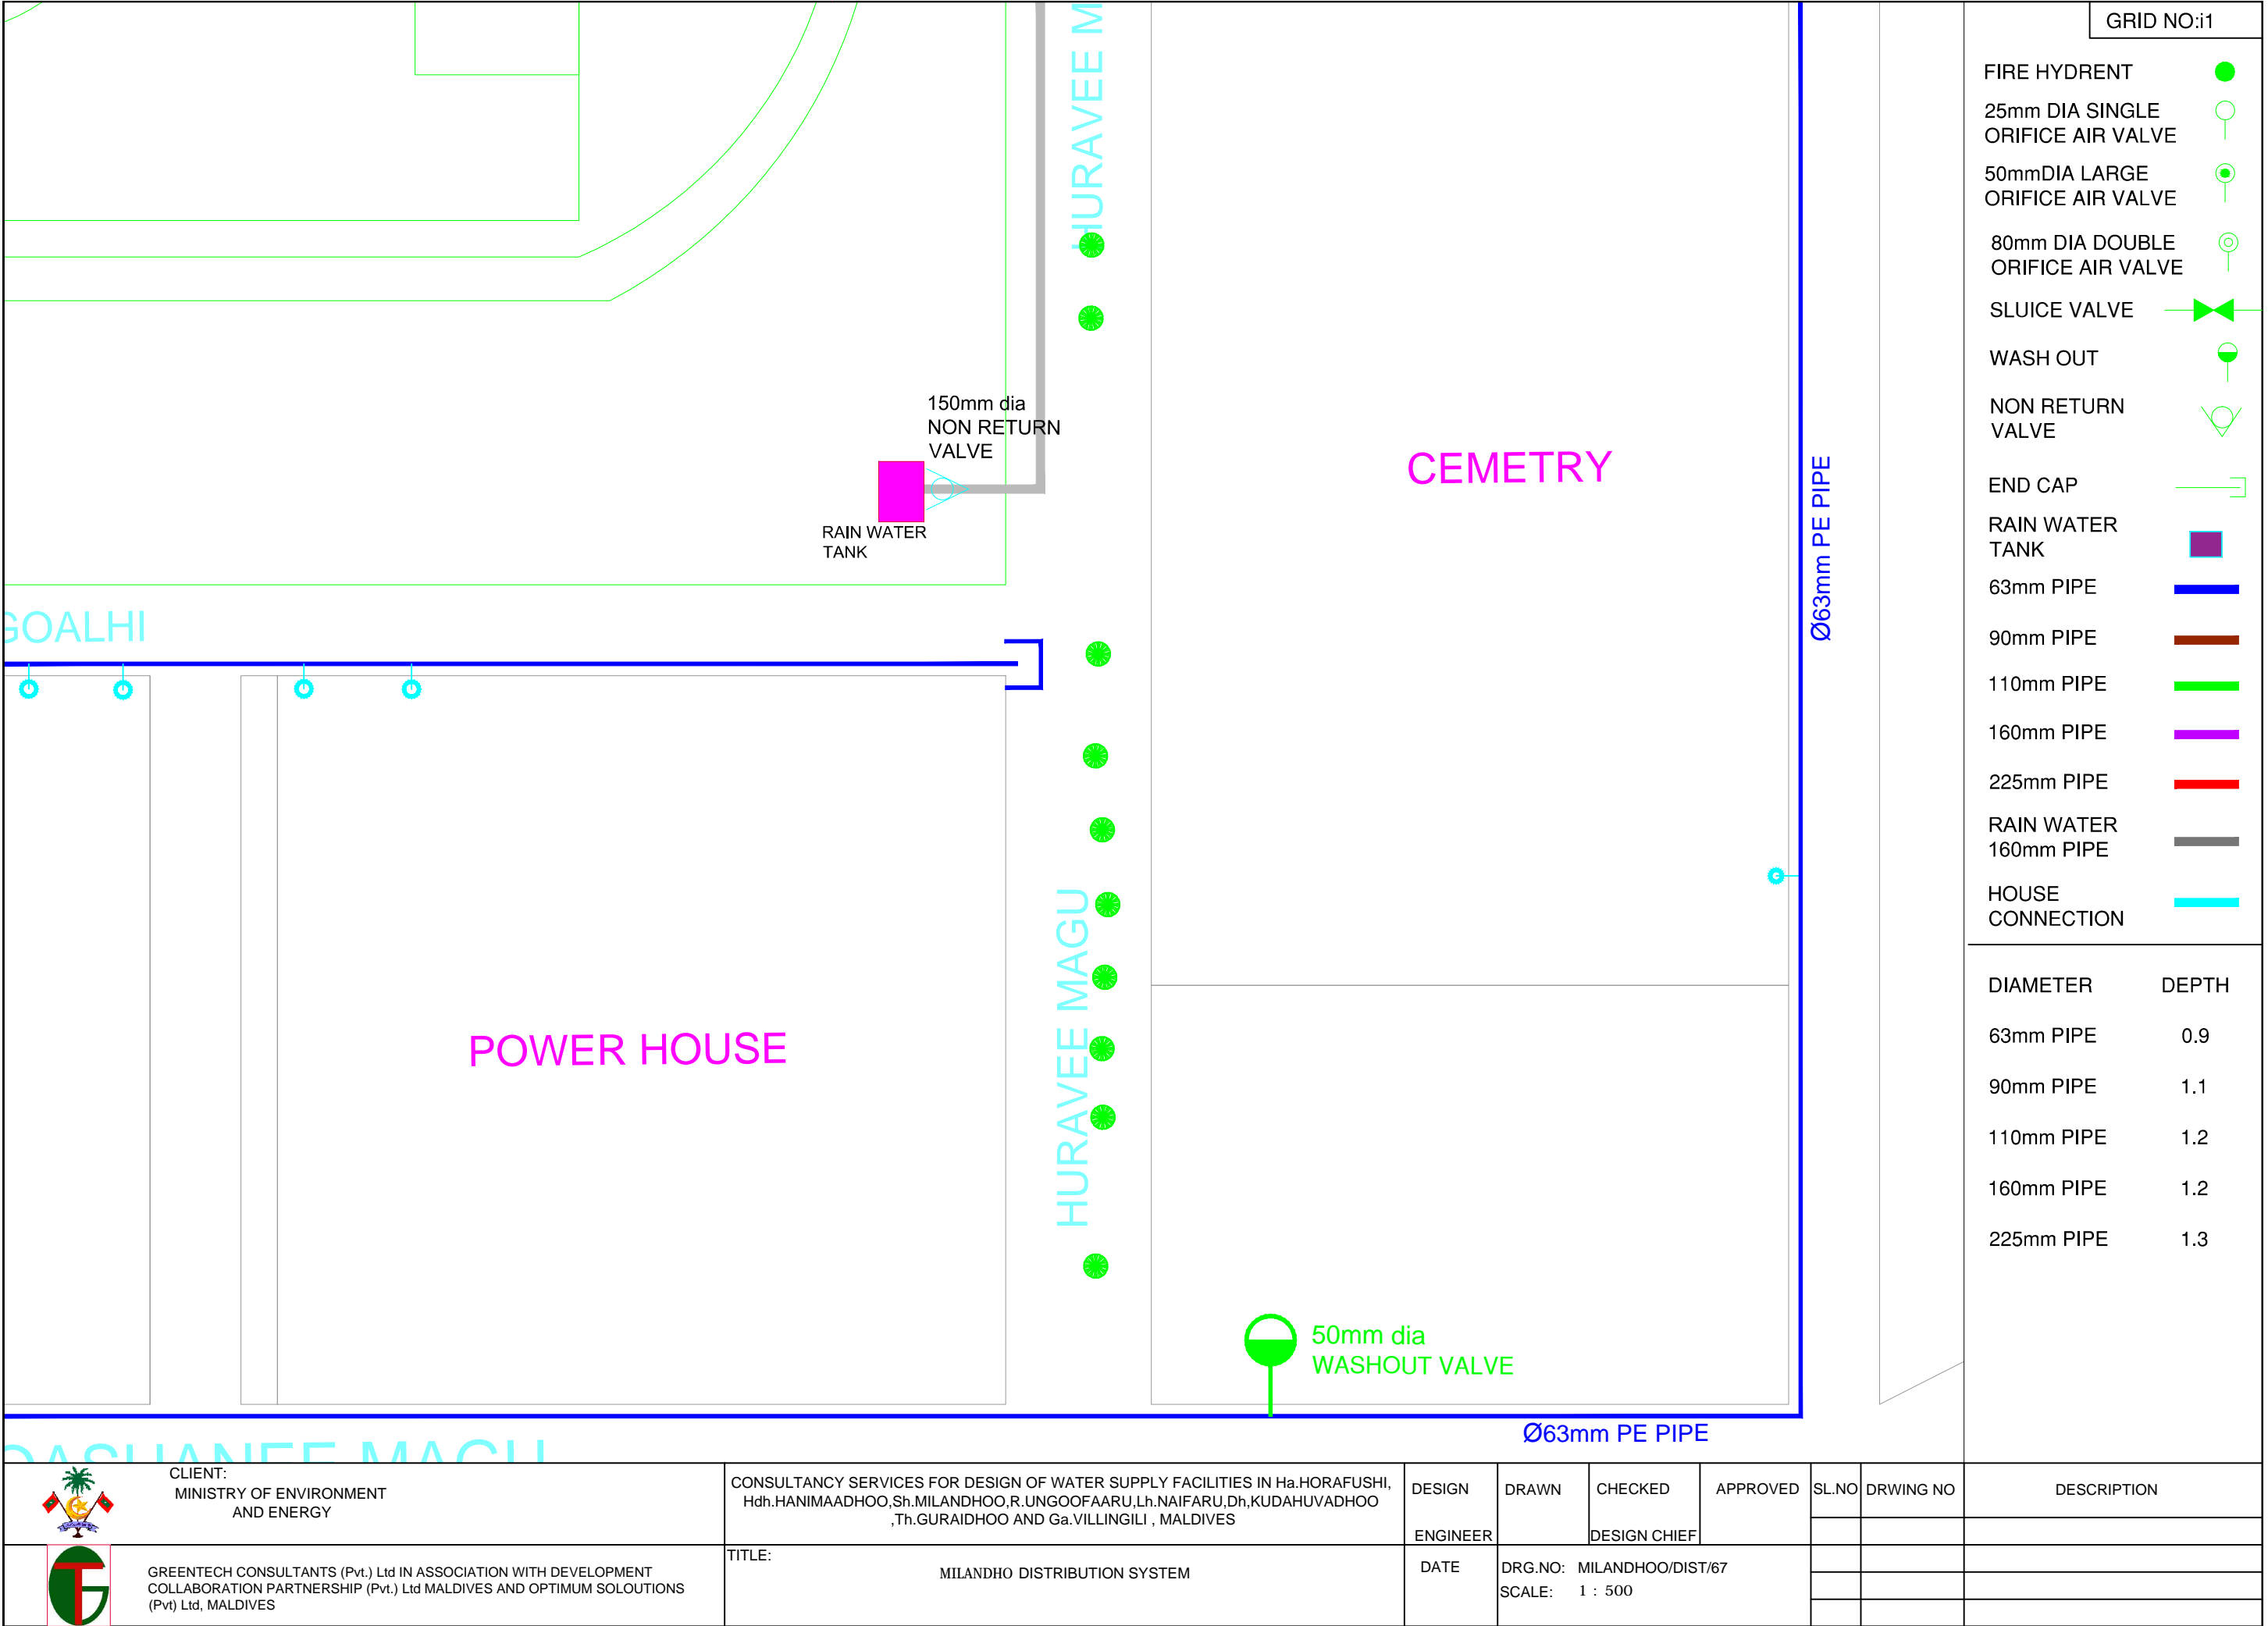 GRID NO:i1
HURAVEE M
150mm dia
NON RETURN
VALVE
RAIN WATER
TANK
CEMETRY
Ø63mm PE PIPE
GOALHI
POWER HOUSE
HURAVEE MAGU
50mm dia
WASHOUT VALVE
Ø63mm PE PIPE
OASHANEE MAGU
FIRE HYDRENT
25mm DIA SINGLE
ORIFICE AIR VALVE
50mmDIA LARGE
ORIFICE AIR VALVE
80mm DIA DOUBLE
ORIFICE AIR VALVE
SLUICE VALVE
WASH OUT
NON RETURN
VALVE
END CAP
RAIN WATER
TANK
63mm PIPE
90mm PIPE
110mm PIPE
160mm PIPE
225mm PIPE
RAIN WATER
160mm PIPE
HOUSE
CONNECTION
DIAMETER DEPTH
63mm PIPE 0.9
90mm PIPE 1.1
110mm PIPE 1.2
160mm PIPE 1.2
225mm PIPE 1.3
CLIENT:
MINISTRY OF ENVIRONMENT
AND ENERGY
GREENTECH CONSULTANTS (Pvt.) Ltd IN ASSOCIATION WITH DEVELOPMENT
COLLABORATION PARTNERSHIP (Pvt.) Ltd MALDIVES AND OPTIMUM SOLOUTIONS
(Pvt) Ltd, MALDIVES
CONSULTANCY SERVICES FOR DESIGN OF WATER SUPPLY FACILITIES IN Ha.HORAFUSHI,
Hdh.HANIMAADHOO,Sh.MILANDHOO,R.UNGOOFAARU,Lh.NAIFARU,Dh,KUDAHUVADHOO
,Th.GURAIDHOO AND Ga.VILLINGILI , MALDIVES
TITLE:
MILANDHO DISTRIBUTION SYSTEM
DESIGN DRAWN CHECKED APPROVED SL.NO DRWING NO DESCRIPTION
ENGINEER DESIGN CHIEF
DATE DRG.NO: MILANDHOO/DIST/67
SCALE: 1 : 500